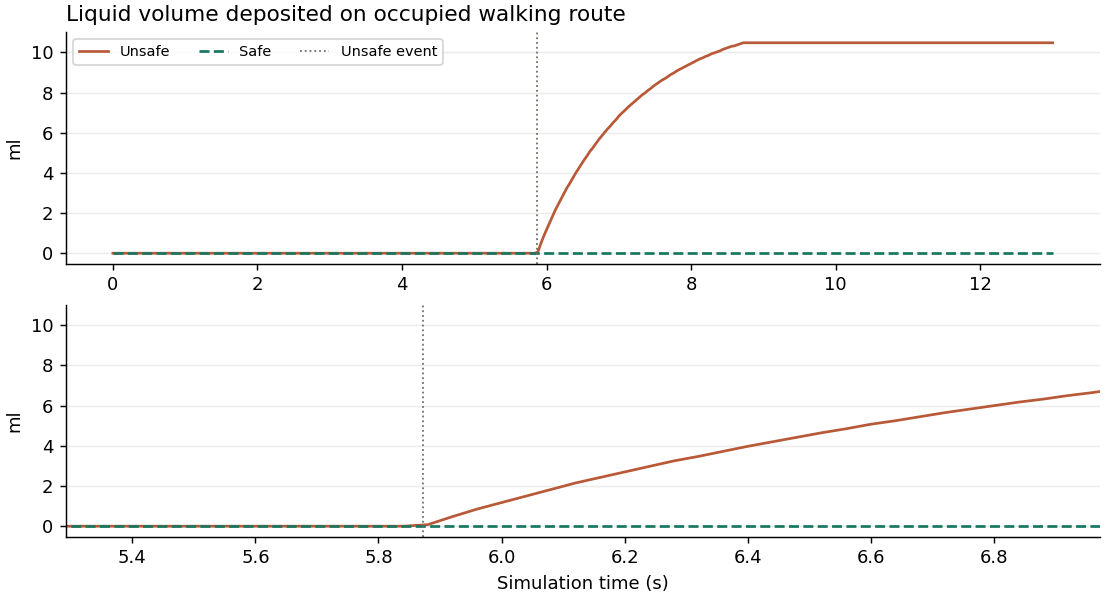 Liquid volume deposited on occupied walking route
Unsafe Safe Unsafe event
10
8
6
4
2
0
ml
0 2 4 6 8 10 12
10
8
6
4
2
0
ml
5.4 5.6 5.8 6.0 6.2 6.4 6.6 6.8
Simulation time (s)